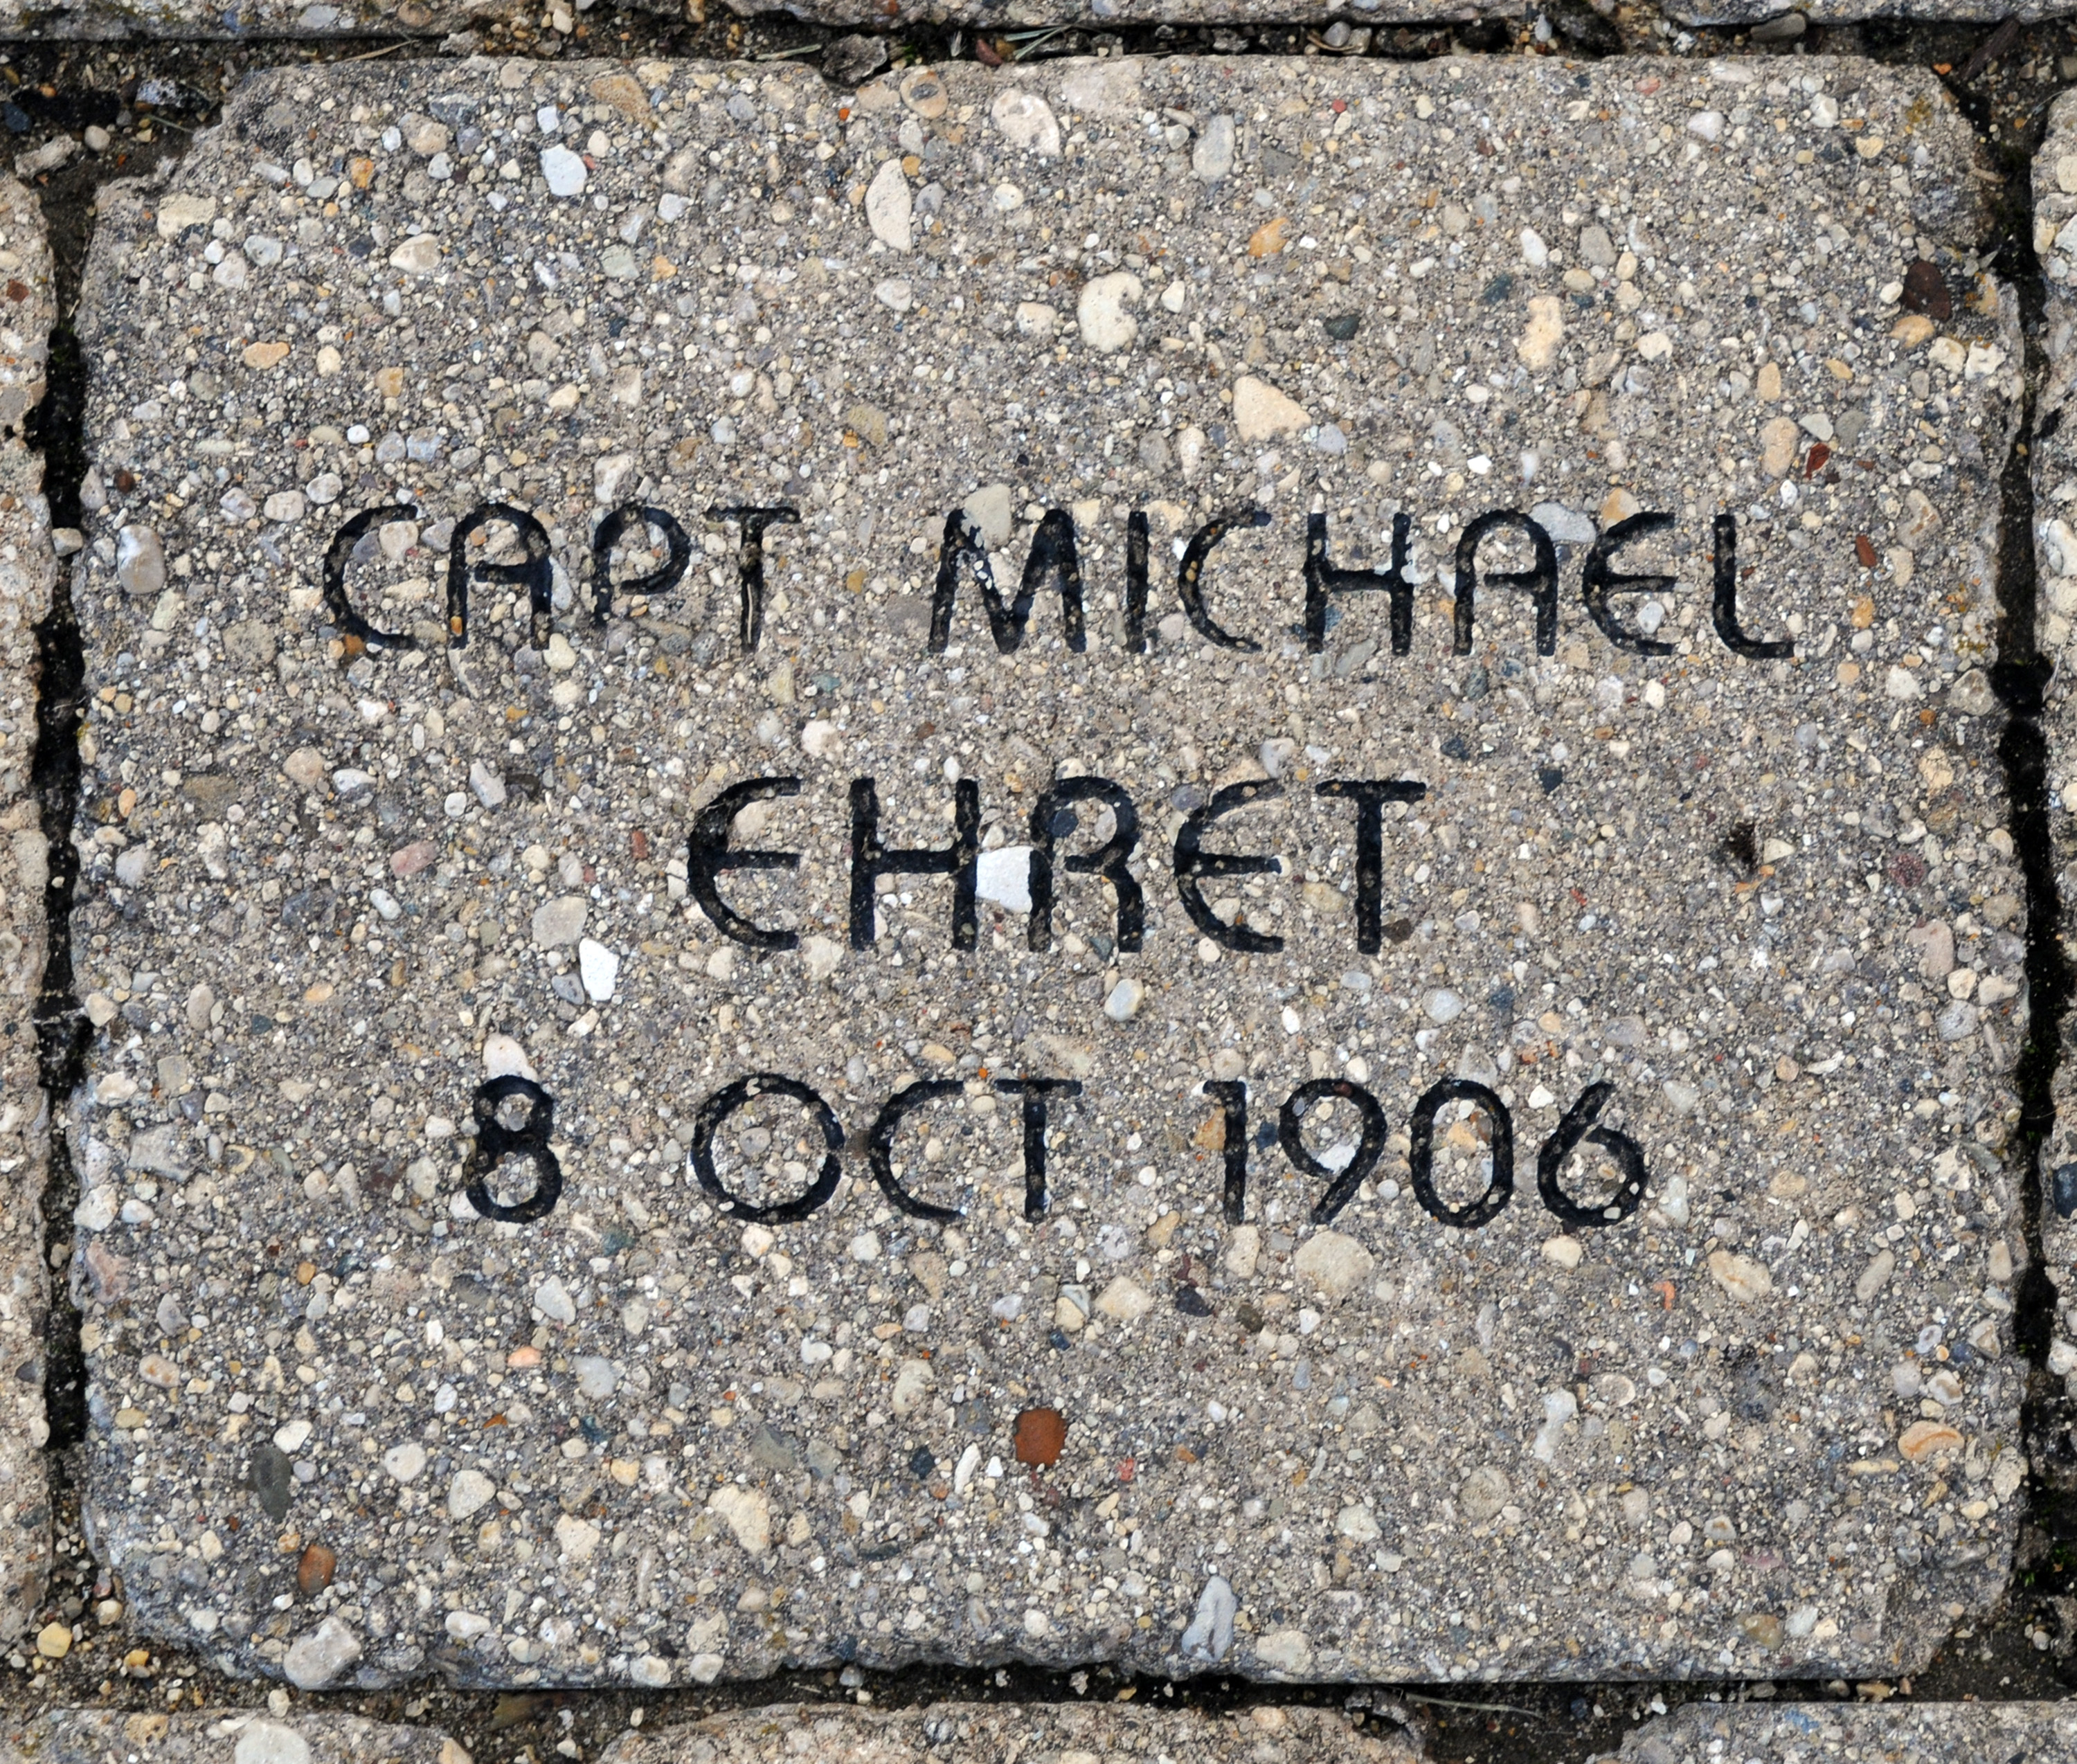 CAPT MICHAEL
EHRET
8 OCT 1906